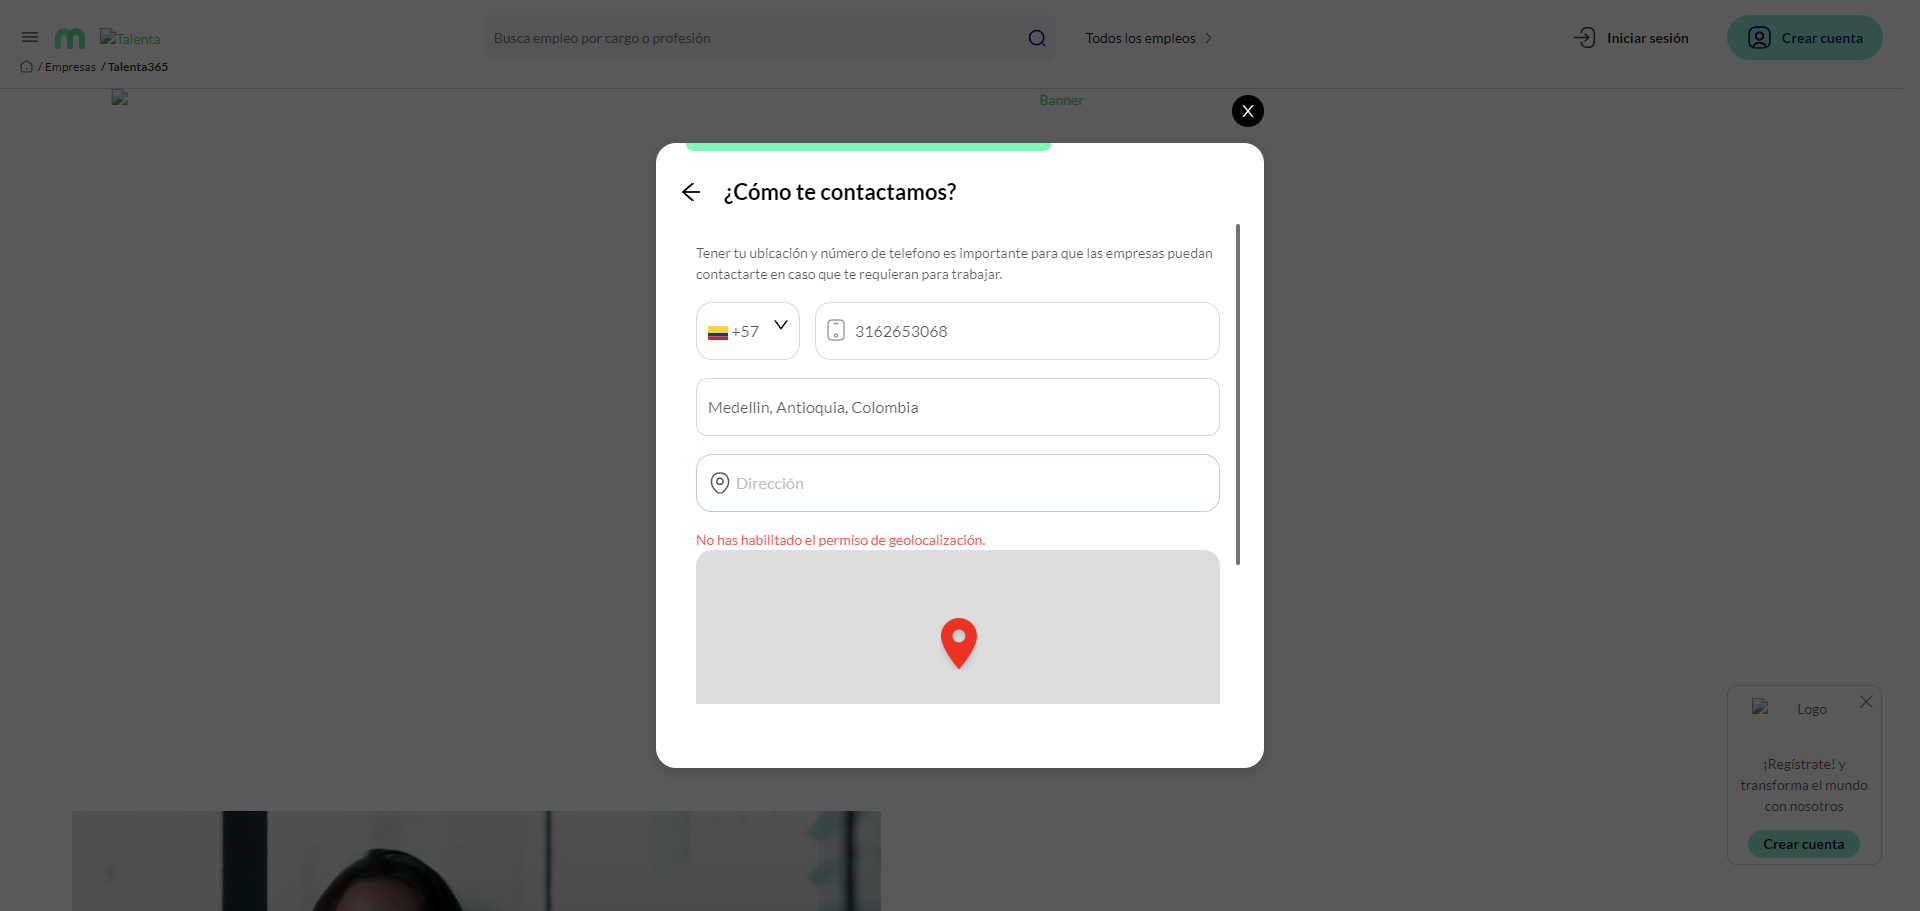 Talenta
Busca empleo por cargo o profesión
Todos los empleos
Iniciar sesión
Crear cuenta
/ Empresas / Talenta365
Banner
X
¿Cómo te contactamos?
Tener tu ubicación y número de telefono es importante para que las empresas puedan
contactarte en caso que te requieran para trabajar.
+57
3162653068
Medellin, Antioquia, Colombia
Dirección
No has habilitado el permiso de geolocalización.
Logo
¡Regístrate! y
transforma el mundo
con nosotros
Crear cuenta